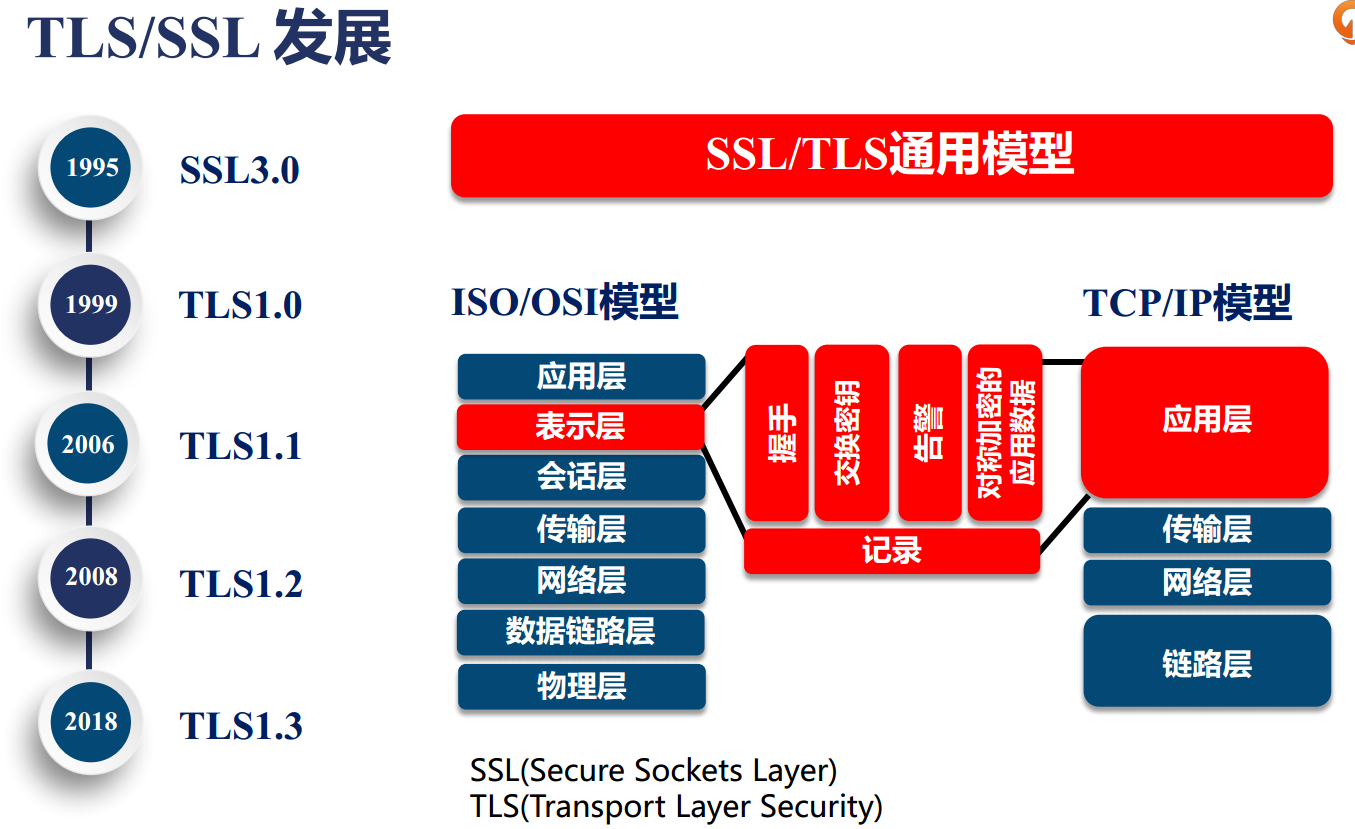 TLS/SSL 发展
1995
SSL3.0
1999
TLS1.0
2006
TLS1.1
2008
TLS1.2
2018
TLS1.3
SSL/TLS通用模型
ISO/OSI模型
应用层
表示层
会话层
传输层
网络层
数据链路层
物理层
握手
交换密钥
告警
对称加密的
应用数据
记录
TCP/IP模型
应用层
传输层
网络层
链路层
SSL(Secure Sockets Layer)
TLS(Transport Layer Security)